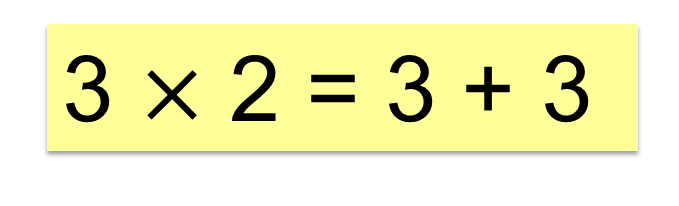 3 × 2 = 3 + 3